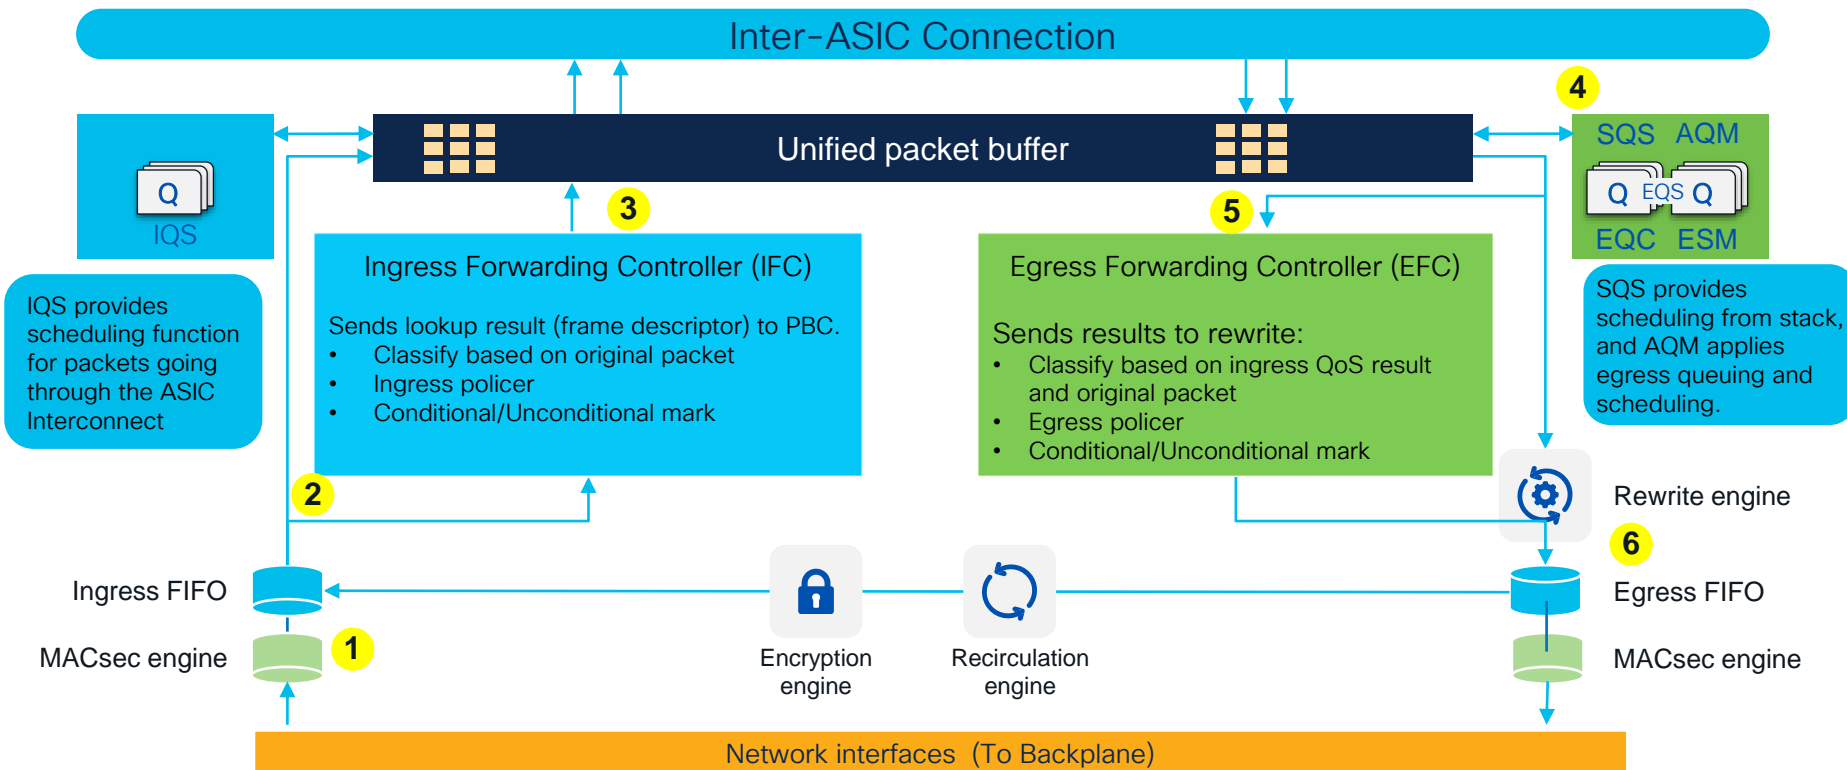 Inter-ASIC Connection
4
SQS AQM
Unified packet buffer
Q
IQS
Q EQS Q
EQC ESM
3
5
Ingress Forwarding Controller (IFC)
Sends lookup result (frame descriptor) to PBC.
• Classify based on original packet
• Ingress policer
• Conditional/Unconditional mark
Egress Forwarding Controller (EFC)
Sends results to rewrite:
• Classify based on ingress QoS result
and original packet
• Egress policer
• Conditional/Unconditional mark
IQS provides
scheduling function
for packets going
through the ASIC
Interconnect
SQS provides
scheduling from stack,
and AQM applies
egress queuing and
scheduling.
2
Rewrite engine
6
Ingress FIFO
Egress FIFO
MACsec engine
1
Encryption
engine
Recirculation
engine
MACsec engine
Network interfaces (To Backplane)